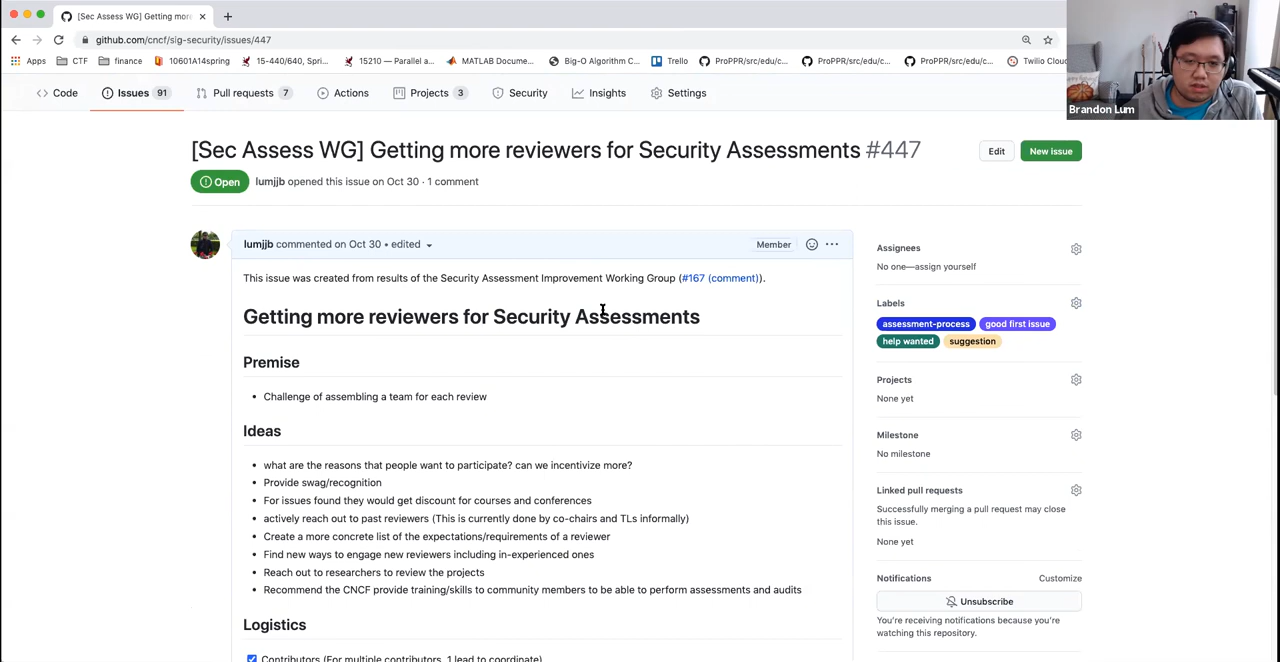 [Sec Assess WG] Getting more
github.com/cncf/sig-security/issues/447
Apps CTF finance 10601A14spring 15-440/640, Spri... 15210 — Parallel a... MATLAB Docume... Big-O Algorithm C... Trello ProPPR/src/edu/c... ProPPR/src/edu/c... ProPPR/src/edu/c... Twilio Clou
Brandon Lum
Code Issues 91 Pull requests 7 Actions Projects 3 Security Insights Settings
[Sec Assess WG] Getting more reviewers for Security Assessments #447
Edit New issue
Open lumjjb opened this issue on Oct 30 · 1 comment
lumjjb commented on Oct 30 • edited
Member
This issue was created from results of the Security Assessment Improvement Working Group (#167 (comment)).
Getting more reviewers for Security Assessments
Premise
• Challenge of assembling a team for each review
Ideas
• what are the reasons that people want to participate? can we incentivize more?
• Provide swag/recognition
• For issues found they would get discount for courses and conferences
• actively reach out to past reviewers (This is currently done by co-chairs and TLs informally)
• Create a more concrete list of the expectations/requirements of a reviewer
• Find new ways to engage new reviewers including in-experienced ones
• Reach out to researchers to review the projects
• Recommend the CNCF provide training/skills to community members to be able to perform assessments and audits
Logistics
Contributors (For multiple contributors, 1 lead to coordinate)
Assignees
No one—assign yourself
Labels
assessment-process good first issue
help wanted suggestion
Projects
None yet
Milestone
No milestone
Linked pull requests
Successfully merging a pull request may close
this issue.
None yet
Notifications Customize
Unsubscribe
You're receiving notifications because you're
watching this repository.